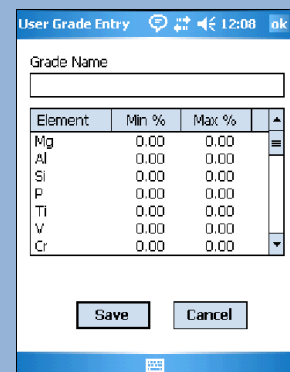 User Grade Entry 12:08 ok
Grade Name
Element Min % Max %
Mg 0.00 0.00
Al 0.00 0.00
Si 0.00 0.00
P 0.00 0.00
Ti 0.00 0.00
V 0.00 0.00
Cr 0.00 0.00
Save Cancel